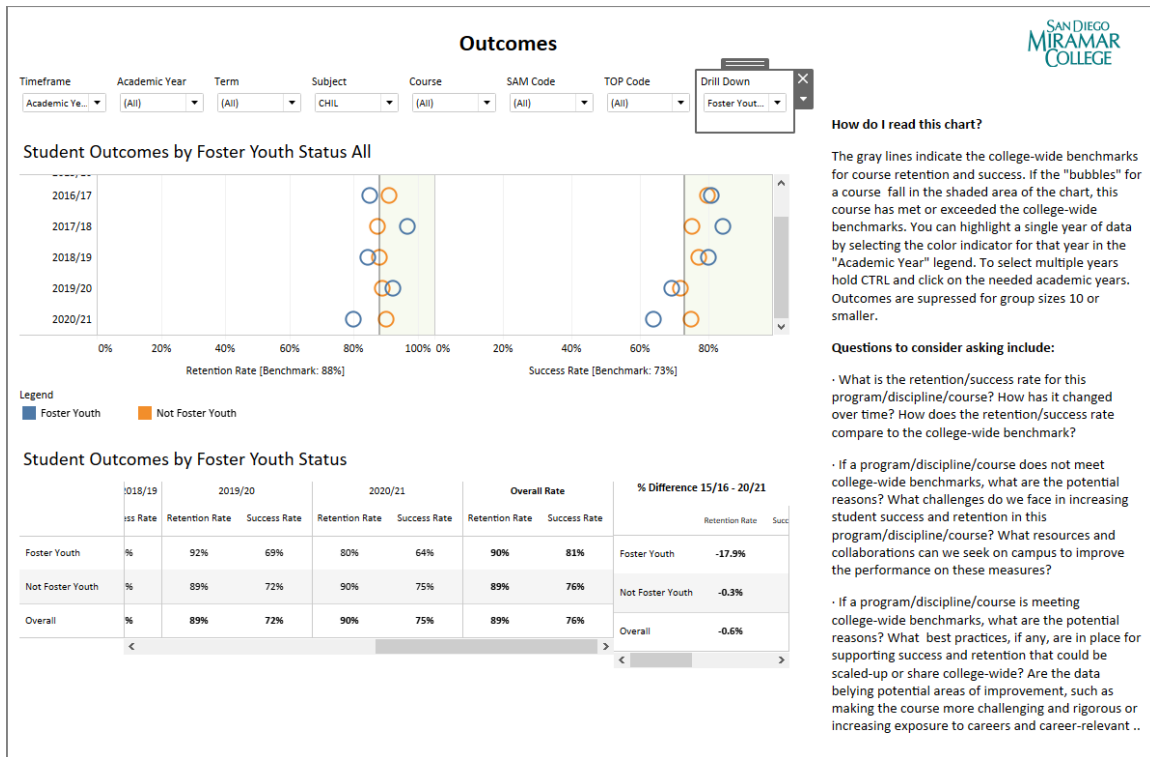 Outcomes
SAN DIEGO
MIRAMAR
COLLEGE
Timeframe Academic Year Term Subject Course SAM Code TOP Code Drill Down
Academic Ye... (All) (All) CHIL (All) (All) (All) Foster Yout...
Student Outcomes by Foster Youth Status All
2016/17
2017/18
2018/19
2019/20
2020/21
0% 20% 40% 60% 80% 100% 0% 20% 40% 60% 80%
Retention Rate [Benchmark: 88%] Success Rate [Benchmark: 73%]
Legend
Foster Youth Not Foster Youth
Student Outcomes by Foster Youth Status
2018/19 2019/20 2020/21 Overall Rate % Difference 15/16 - 20/21
ss Rate Retention Rate Success Rate Retention Rate Success Rate Retention Rate Success Rate Retention Rate Succ
Foster Youth % 92% 69% 80% 64% 90% 81% Foster Youth -17.9%
Not Foster Youth % 89% 72% 90% 75% 89% 76% Not Foster Youth -0.3%
Overall % 89% 72% 90% 75% 89% 76% Overall -0.6%
How do I read this chart?
The gray lines indicate the college-wide benchmarks
for course retention and success. If the "bubbles" for
a course fall in the shaded area of the chart, this
course has met or exceeded the college-wide
benchmarks. You can highlight a single year of data
by selecting the color indicator for that year in the
"Academic Year" legend. To select multiple years
hold CTRL and click on the needed academic years.
Outcomes are supressed for group sizes 10 or
smaller.
Questions to consider asking include:
· What is the retention/success rate for this
program/discipline/course? How has it changed
over time? How does the retention/success rate
compare to the college-wide benchmark?
· If a program/discipline/course does not meet
college-wide benchmarks, what are the potential
reasons? What challenges do we face in increasing
student success and retention in this
program/discipline/course? What resources and
collaborations can we seek on campus to improve
the performance on these measures?
· If a program/discipline/course is meeting
college-wide benchmarks, what are the potential
reasons? What best practices, if any, are in place for
supporting success and retention that could be
scaled-up or share college-wide? Are the data
belying potential areas of improvement, such as
making the course more challenging and rigorous or
increasing exposure to careers and career-relevant ..